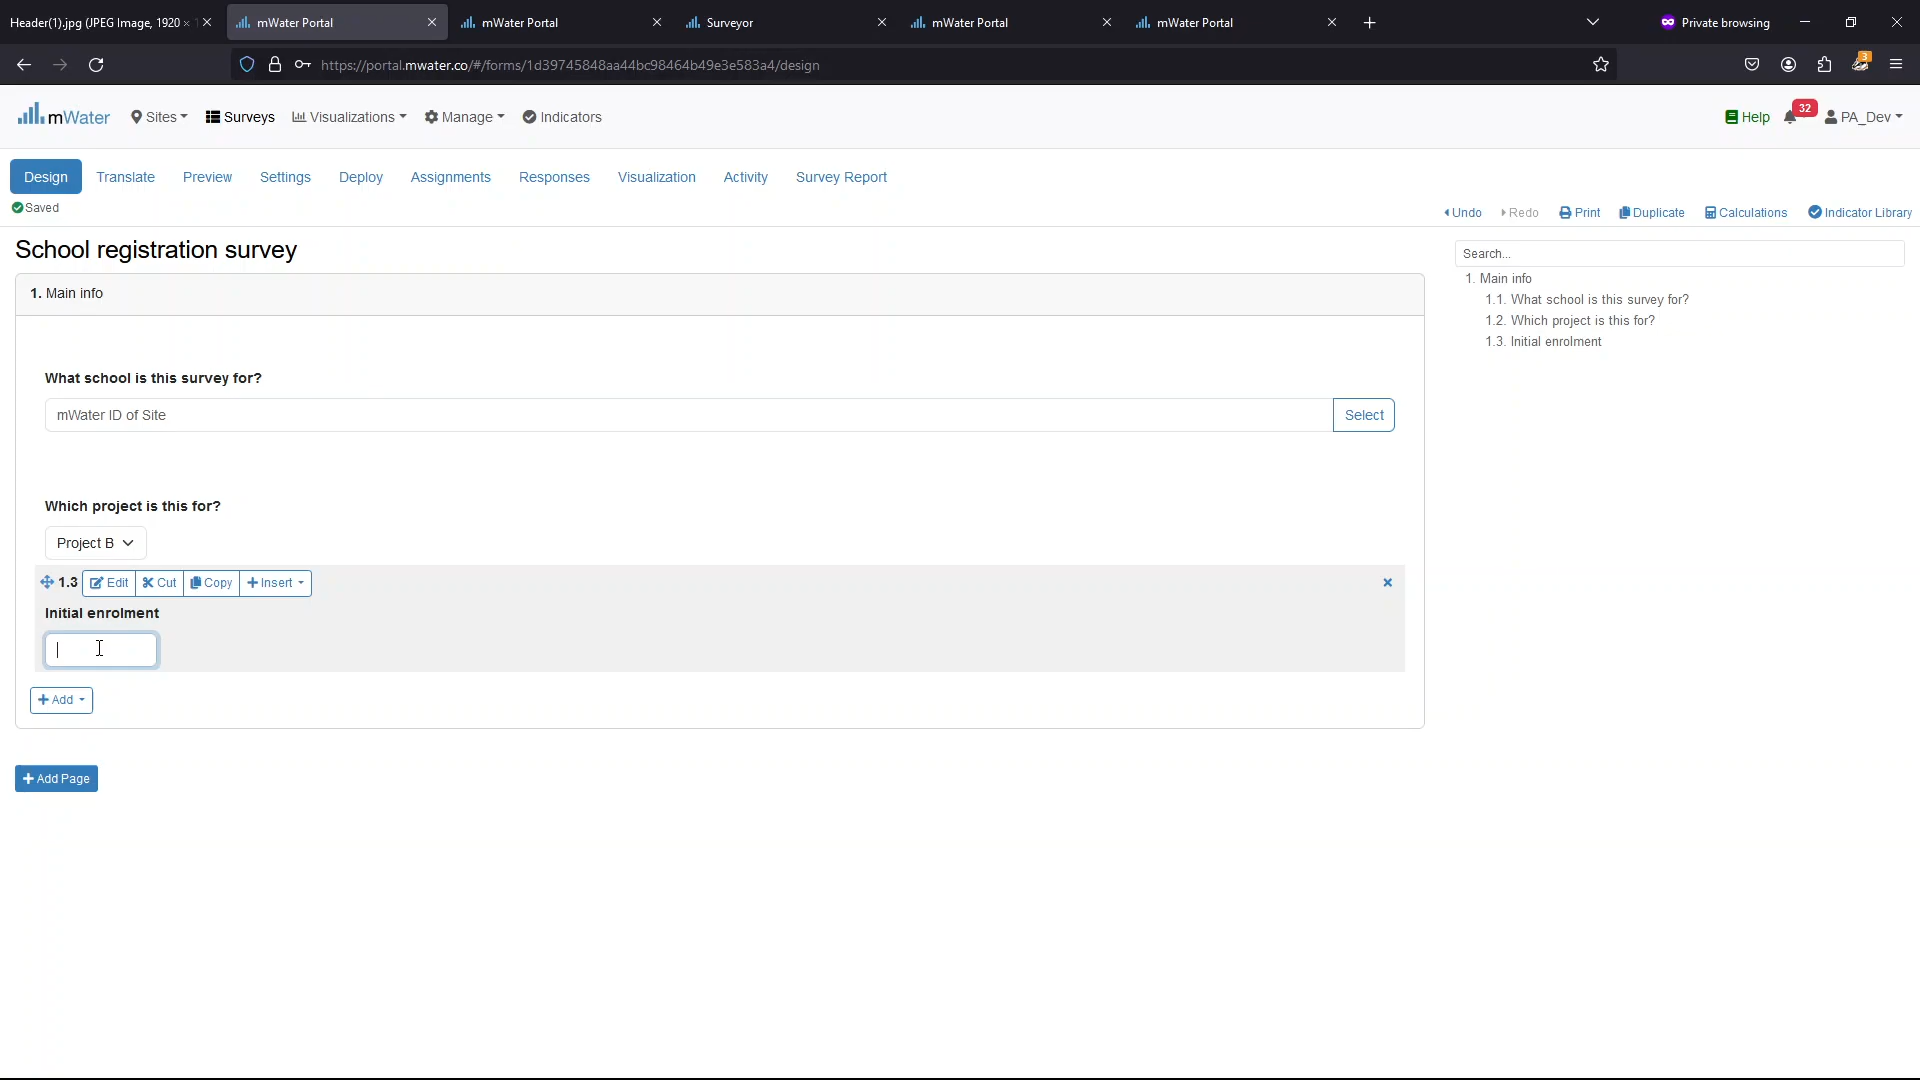 Header(1).jpg (JPEG Image, 1920 ×
mWater Portal
mWater Portal
Surveyor
mWater Portal
mWater Portal
Private browsing
https://portal.mwater.co/#/forms/1d39745848aa44bc98464b49e3e583a4/design
3
mWater
Sites
Surveys
Visualizations
Manage
Indicators
Help
32
PA_Dev
Design
Translate
Preview
Settings
Deploy
Assignments
Responses
Visualization
Activity
Survey Report
Saved
Undo
Redo
Print
Duplicate
Calculations
Indicator Library
School registration survey
1. Main info
What school is this survey for?
mWater ID of Site
Select
Which project is this for?
Project B
1.3
Edit
Cut
Copy
Insert
Initial enrolment
Add
Add Page
Search...
1. Main info
1.1. What school is this survey for?
1.2. Which project is this for?
1.3. Initial enrolment